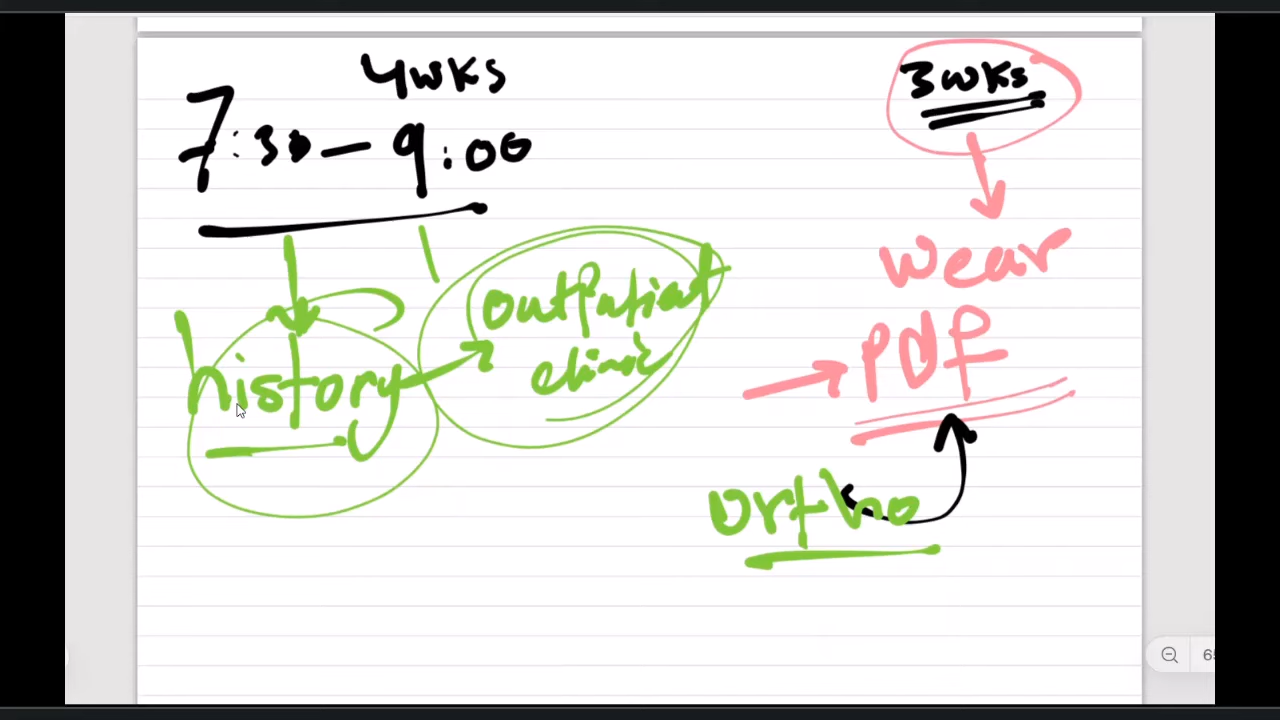 4wks
7:30 - 9:00
history
outpatient
clinic
3wks
wear
Pdf
ortho